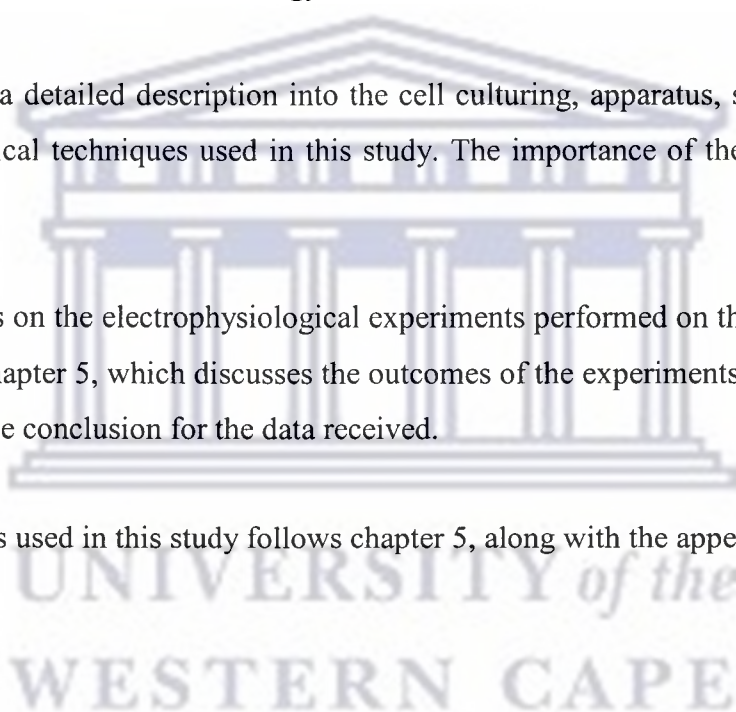 a detailed description into the cell culturing, apparatus,
ical techniques used in this study. The importance of the
s on the electrophysiological experiments performed on th
hapter 5, which discusses the outcomes of the experiments
e conclusion for the data received.
s used in this study follows chapter 5, along with the appe
UNIVERSITY of the
WESTERN CAPE